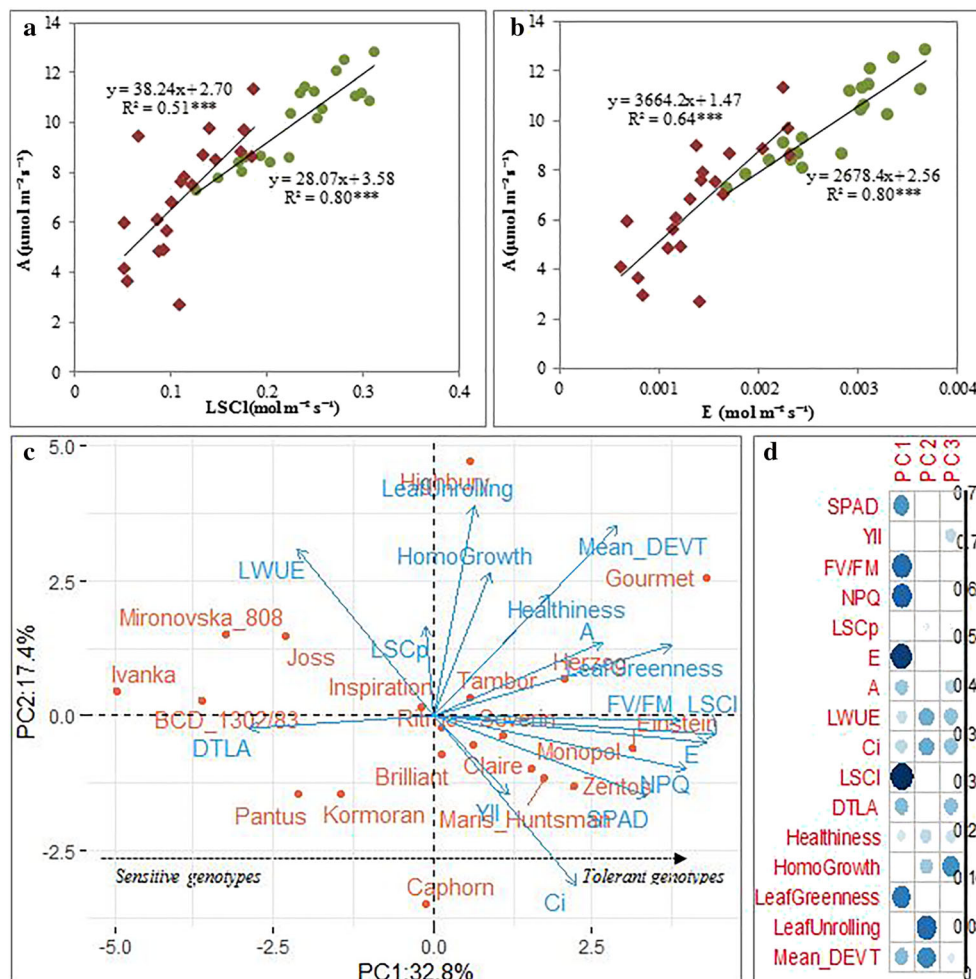 a
14
12
10
8
6
4
2
0
A (µmol m⁻² s⁻¹)
y = 38.24x+2.70
R² = 0.51***
28.07x+3.58
R² = 0.80***
0
0.1
0.2
0.3
0.4
LSCl(mol m⁻² s⁻¹)
b
14
12
10
8
6
4
2
0
A (µmol m⁻² s⁻¹)
y = 3664.2x+1.47
R² = 0.64***
y=2678.4x+2.56
R² = 0.80***
0
0.001
0.002
0.003
0.004
E (mol m⁻² s⁻¹)
c
5.0
2.5
0.0
-2.5
PC2:17.4%
Highbury
LeafUnrolling
HomoGrowth
Mean_DEVT
Gourmet
LWUE
Healthiness
Mironovska_808
Joss
LSCp
A
Herzog
LeafGreenness
Ivanka
Inspiration
Tambor
FV/FM
LSCl
BCD_1302/83
Einstein
DTLA
Monopol
E
Claire
Brilliant
Zentos
NPQ
Pantus
Kormoran
YII
Maris_Huntsman
SPAD
Sensitive genotypes
Tolerant genotypes
Caphorn
Ci
-5.0
-2.5
0.0
2.5
PC1:32.8%
d
PC1
PC2
PC3
SPAD
YII
FV/FM
NPQ
LSCp
E
A
LWUE
Ci
LSCl
DTLA
Healthiness
HomoGrowth
LeafGreenness
LeafUnrolling
Mean_DEVT